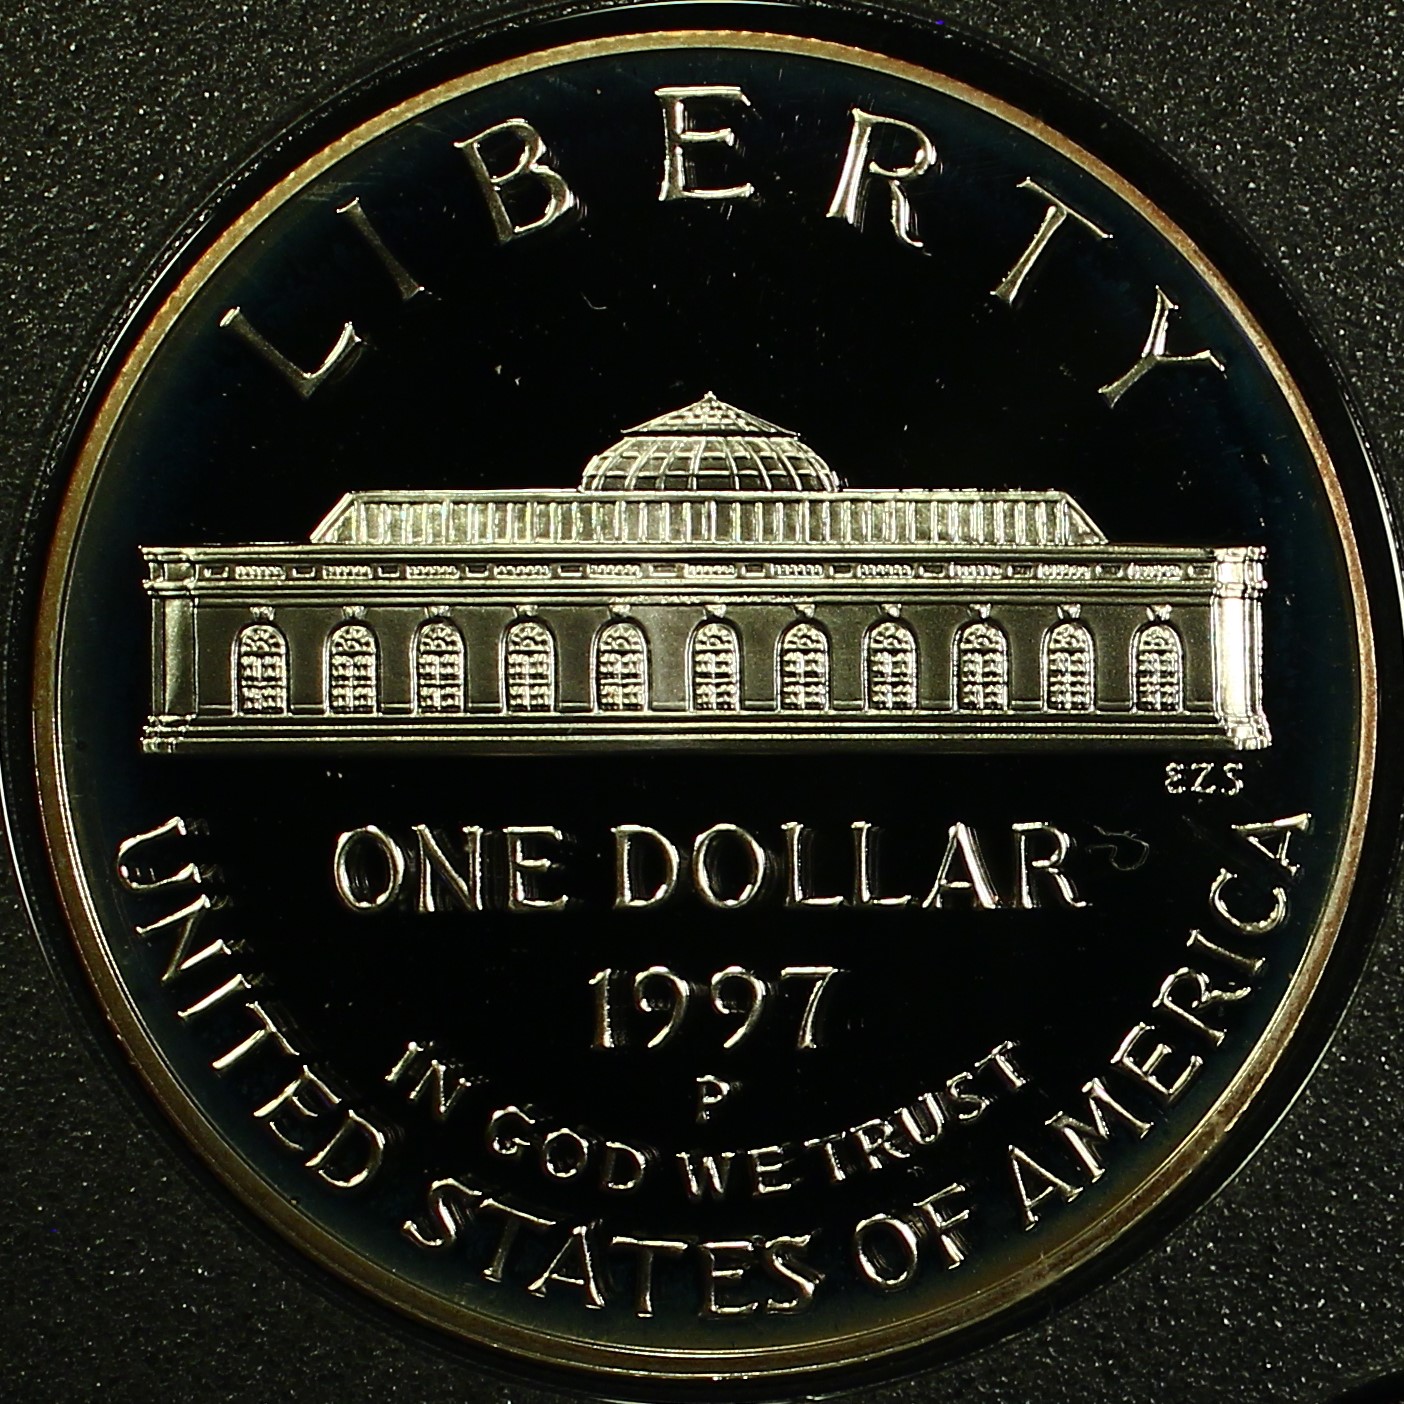 LIBERTY
EZS
ONE DOLLAR
1997
P
IN GOD WE TRUST
UNITED STATES OF AMERICA